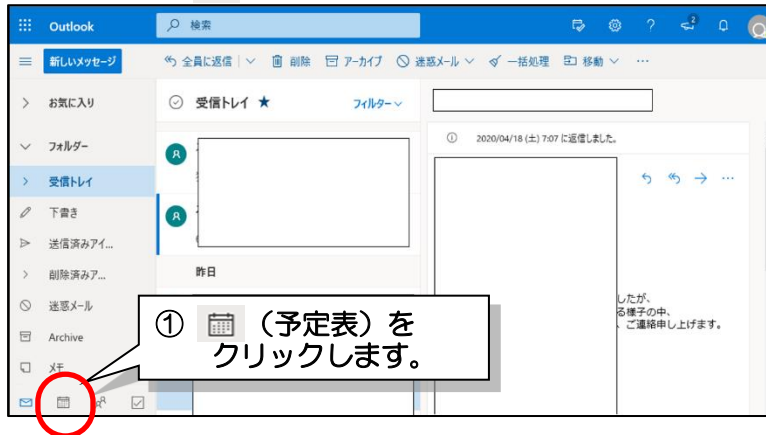 Outlook
検索
2
新しいメッセージ
全員に返信
削除
アーカイブ
迷惑メール
一括処理
移動
お気に入り
受信トレイ ★
フィルター
2020/04/18 (土) 7:07 に返信しました。
フォルダー
A
受信トレイ
下書き
A
送信済みアイ...
削除済みア...
昨日
迷惑メール
したが、
る様子の中、
、ご連絡申し上げます。
Archive
メモ
① (予定表)を
クリックします。